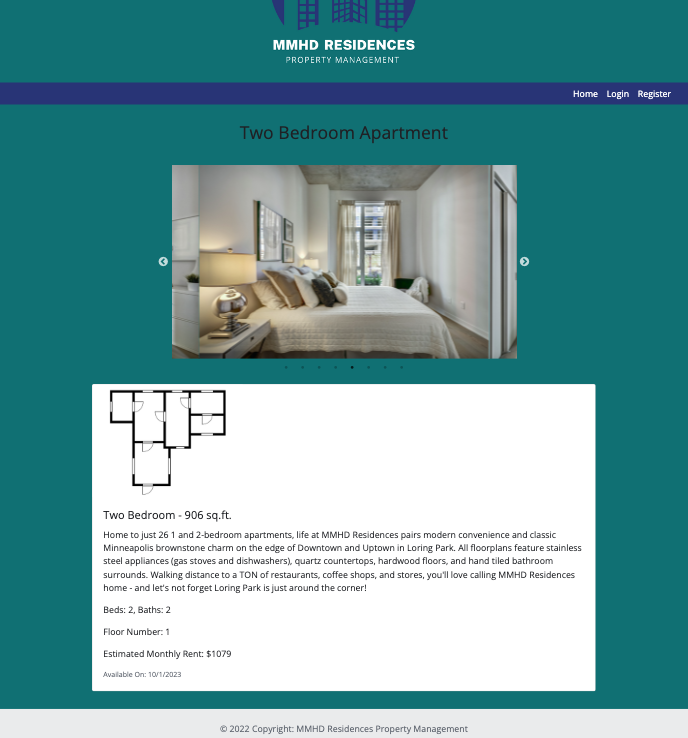 MMHD RESIDENCES
PROPERTY MANAGEMENT
Home Login Register
Two Bedroom Apartment
Two Bedroom - 906 sq.ft.
Home to just 26 1 and 2-bedroom apartments, life at MMHD Residences pairs modern convenience and classic
Minneapolis brownstone charm on the edge of Downtown and Uptown in Loring Park. All floorplans feature stainless
steel appliances (gas stoves and dishwashers), quartz countertops, hardwood floors, and hand tiled bathroom
surrounds. Walking distance to a TON of restaurants, coffee shops, and stores, you'll love calling MMHD Residences
home - and let's not forget Loring Park is just around the corner!
Beds: 2, Baths: 2
Floor Number: 1
Estimated Monthly Rent: $1079
Available On: 10/1/2023
© 2022 Copyright: MMHD Residences Property Management